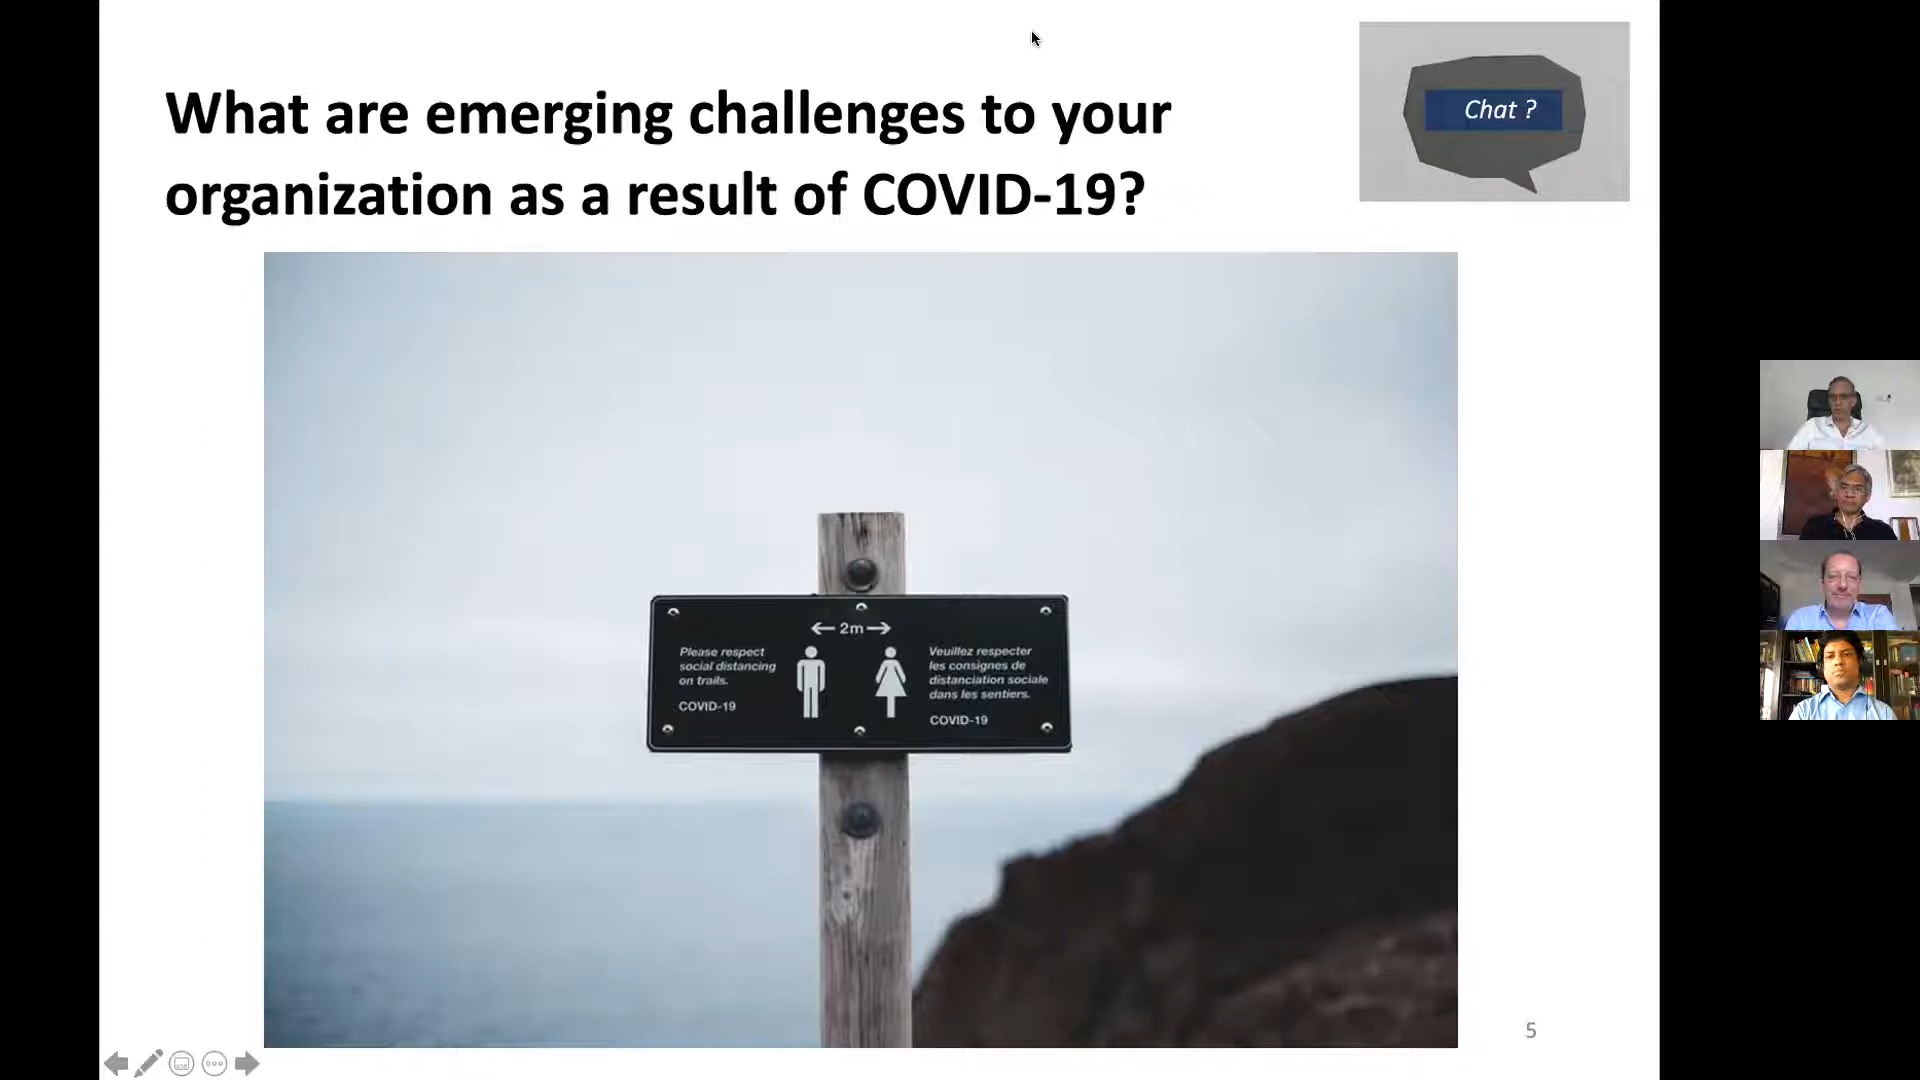 What are emerging challenges to your
organization as a result of COVID-19?
Chat ?
2m
Please respect
social distancing
on trails.
COVID-19
Veuillez respecter
les consignes de
distanciation sociale
dans les sentiers.
COVID-19
5